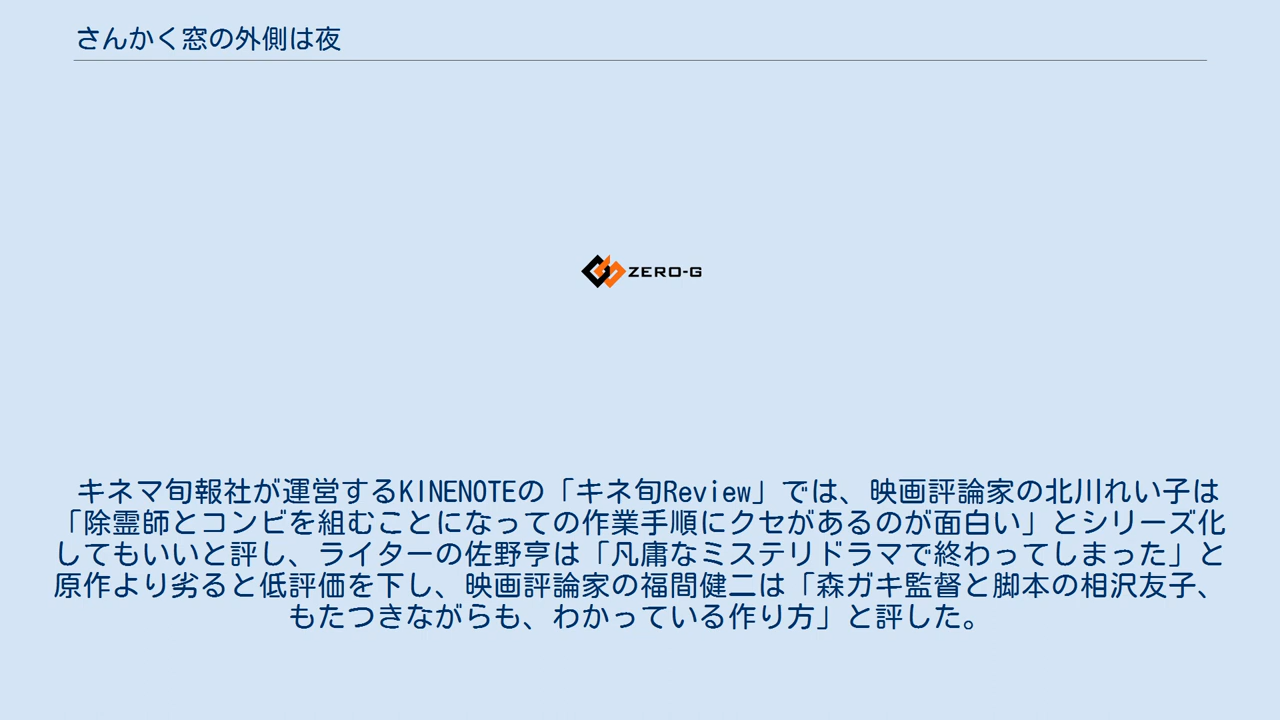 さんかく窓の外側は夜
ZERO-G
キネマ旬報社が運営するKINENOTEの「キネ旬Review」では、映画評論家の北川れい子は
「除霊師とコンビを組むことになっての作業手順にクセがあるのが面白い」とシリーズ化
してもいいと評し、ライターの佐野亨は「凡庸なミステリドラマで終わってしまった」と
原作より劣ると低評価を下し、映画評論家の福間健二は「森ガキ監督と脚本の相沢友子、
もたつきながらも、わかっている作り方」と評した。